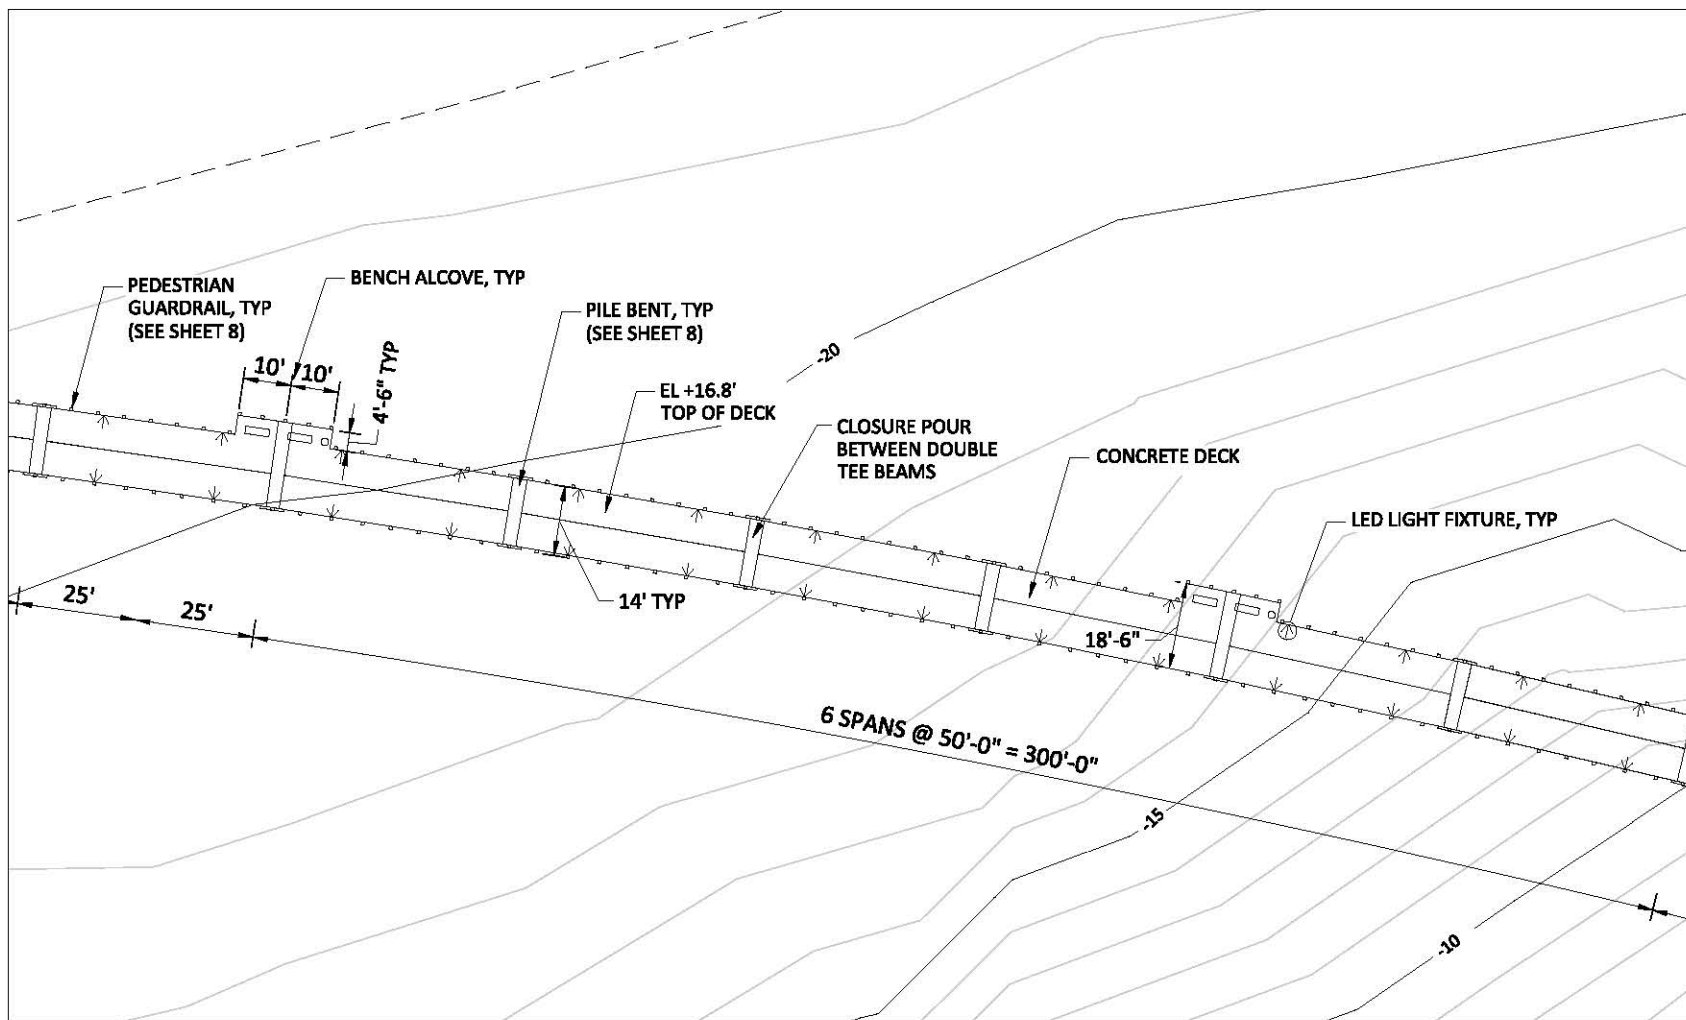 PEDESTRIAN
GUARDRAIL, TYP
(SEE SHEET 8)
BENCH ALCOVE, TYP
PILE BENT, TYP
(SEE SHEET 8)
10'
10'
4'-6" TYP
EL +16.8'
TOP OF DECK
-20
CLOSURE POUR
BETWEEN DOUBLE
TEE BEAMS
CONCRETE DECK
LED LIGHT FIXTURE, TYP
25'
25'
14' TYP
18'-6"
6 SPANS @ 50'-0" = 300'-0"
-15
-10